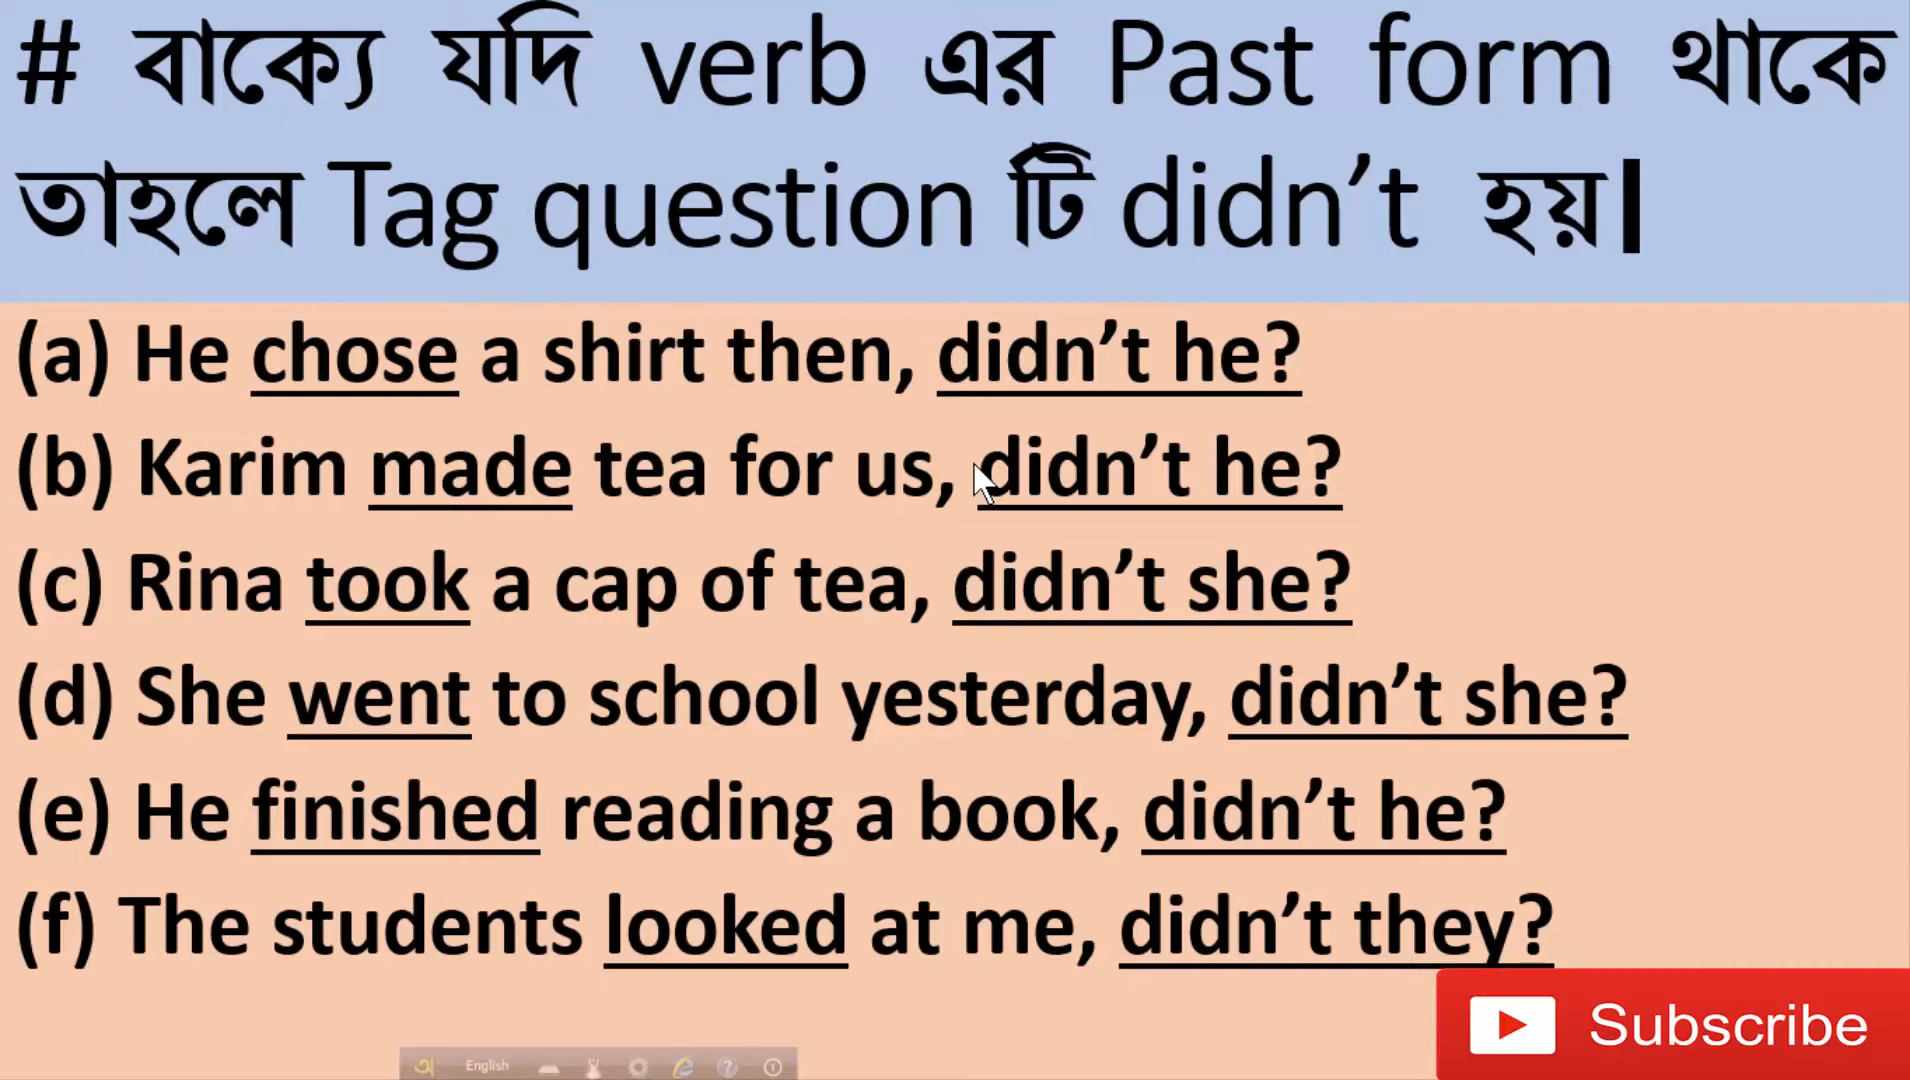 # বাক্যে যদি verb এর Past form থাকে
তাহলে Tag question টি didn’t হয়।
(a) He chose a shirt then, didn’t he?
(b) Karim made tea for us, didn’t he?
(c) Rina took a cap of tea, didn’t she?
(d) She went to school yesterday, didn’t she?
(e) He finished reading a book, didn’t he?
(f) The students looked at me, didn’t they?
Subscribe
অ English